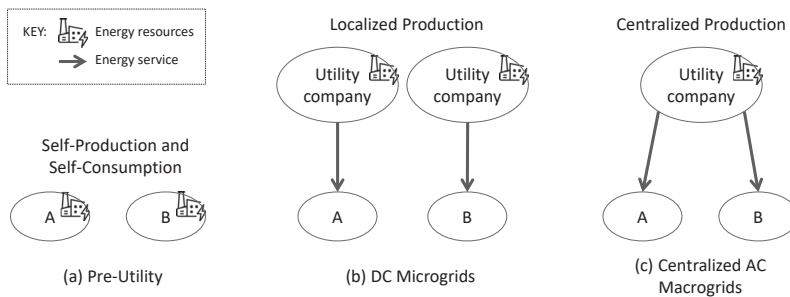 KEY:
Energy resources
Energy service
Self-Production and
Self-Consumption
A
B
(a) Pre-Utility
Localized Production
Utility
company
Utility
company
A
B
(b) DC Microgrids
Centralized Production
Utility
company
A
B
(c) Centralized AC
Macrogrids